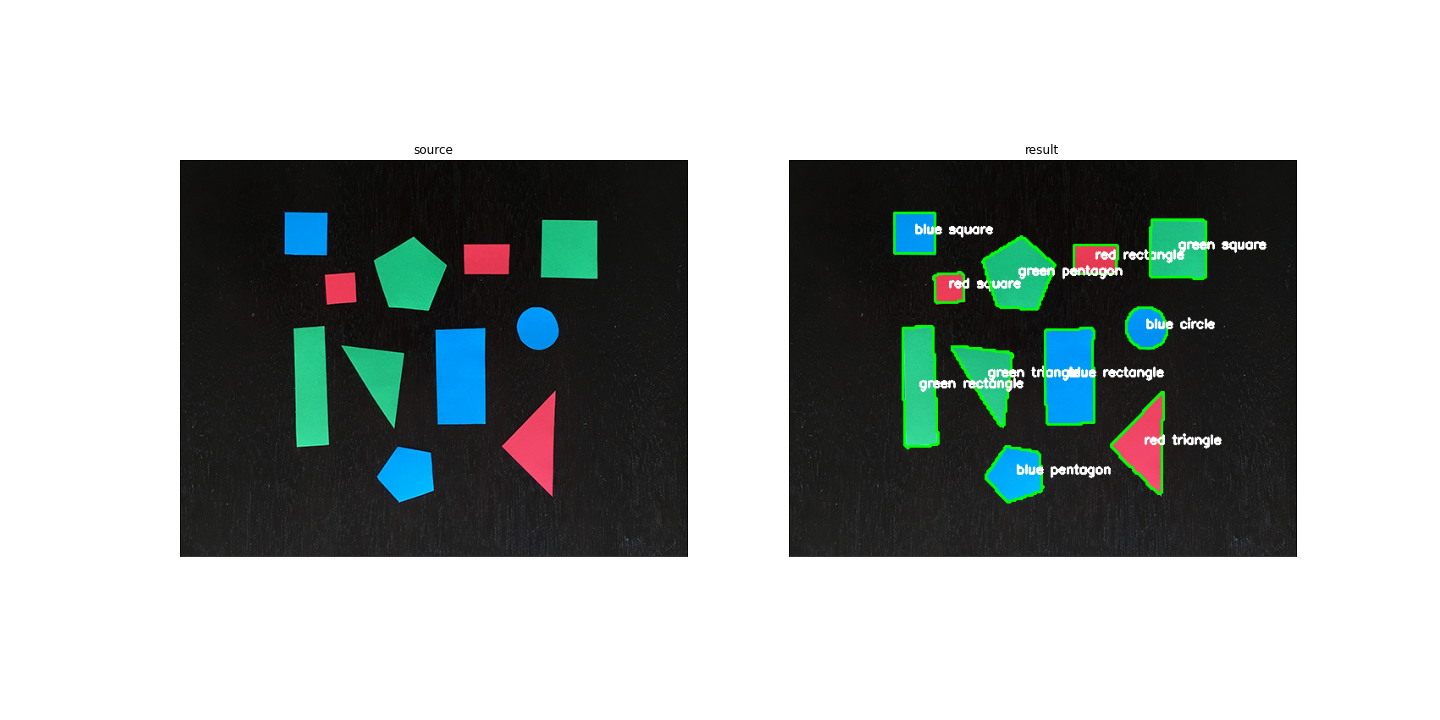 source
result
blue square
green square
red rectangle
green pentagon
red square
blue circle
green triangle
blue rectangle
green rectangle
red triangle
blue pentagon